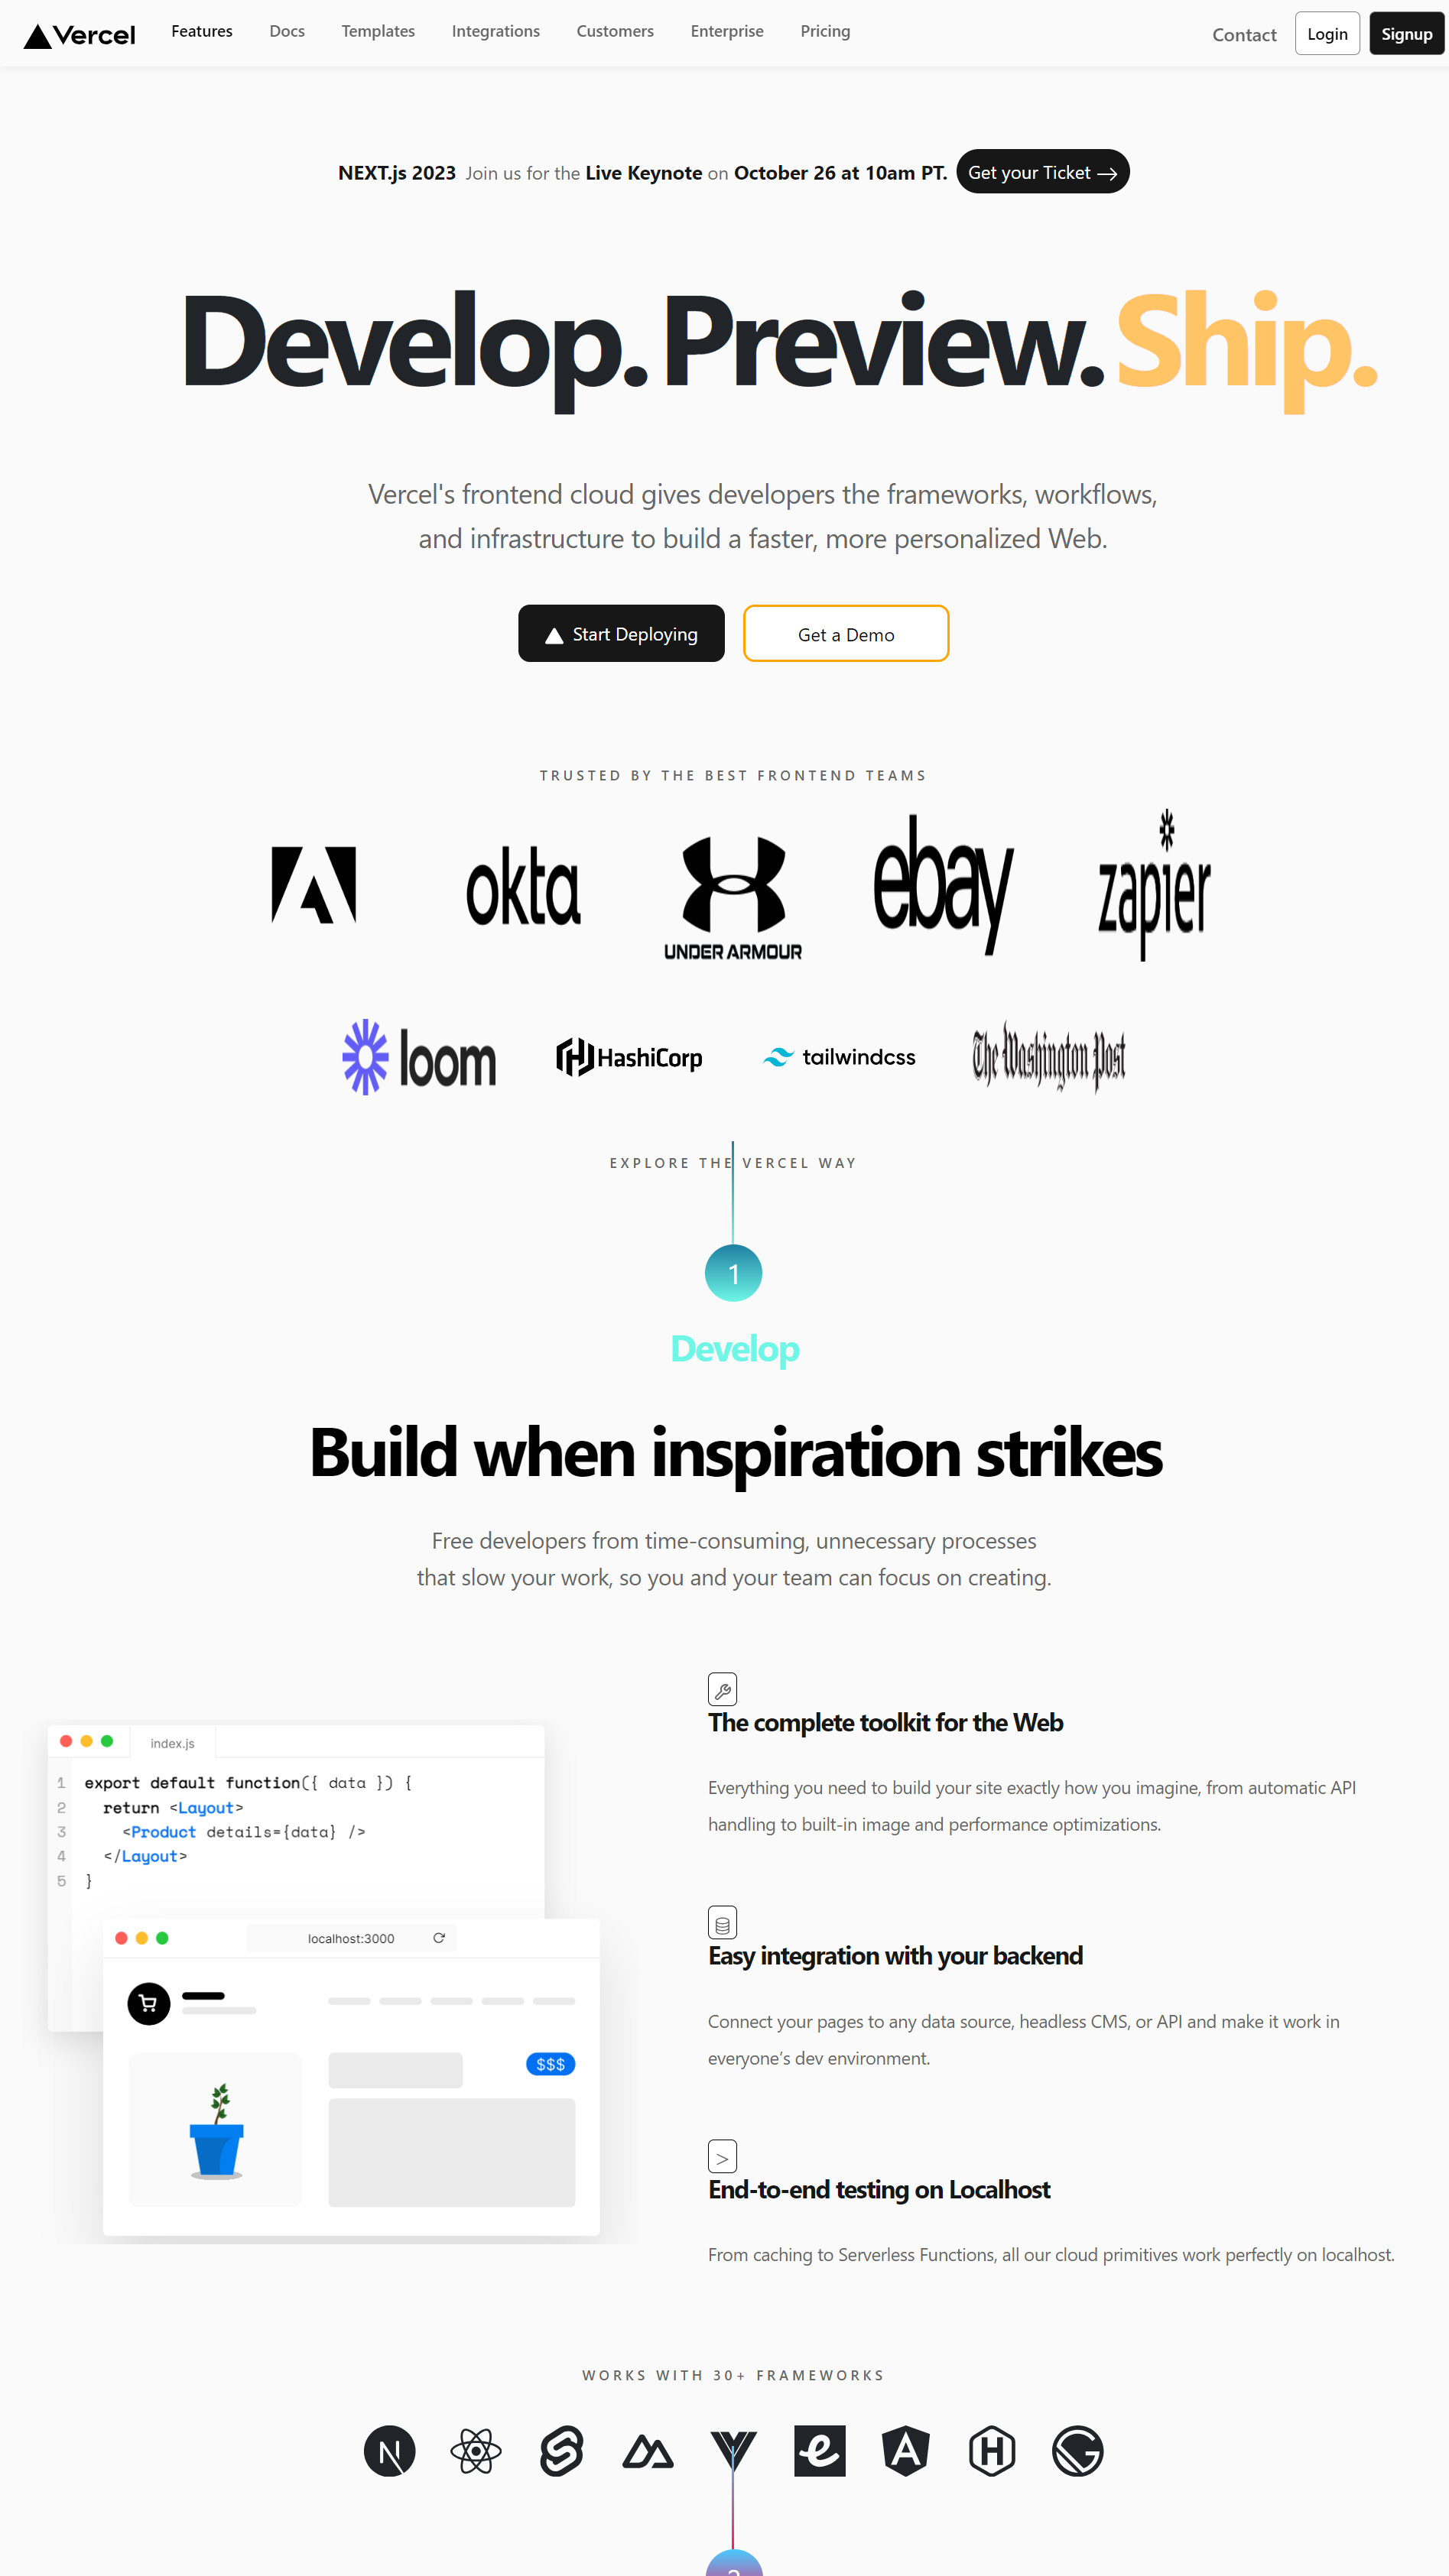 Vercel Features Docs Templates Integrations Customers Enterprise Pricing Contact Login Signup
NEXT.js 2023 Join us for the Live Keynote on October 26 at 10am PT. Get your Ticket →
Develop. Preview. Ship.
Vercel's frontend cloud gives developers the frameworks, workflows,
and infrastructure to build a faster, more personalized Web.
Start Deploying Get a Demo
TRUSTED BY THE BEST FRONTEND TEAMS
okta UNDER ARMOUR ebay zapier
loom HashiCorp tailwindcss The Washington Post
EXPLORE THE VERCEL WAY
1
Develop
Build when inspiration strikes
Free developers from time-consuming, unnecessary processes
that slow your work, so you and your team can focus on creating.
index.js
1 export default function({ data }) {
2 return <Layout>
3 <Product details={data} />
4 </Layout>
5 }
localhost:3000
$$$
The complete toolkit for the Web
Everything you need to build your site exactly how you imagine, from automatic API
handling to built-in image and performance optimizations.
Easy integration with your backend
Connect your pages to any data source, headless CMS, or API and make it work in
everyone’s dev environment.
>
End-to-end testing on Localhost
From caching to Serverless Functions, all our cloud primitives work perfectly on localhost.
WORKS WITH 30+ FRAMEWORKS